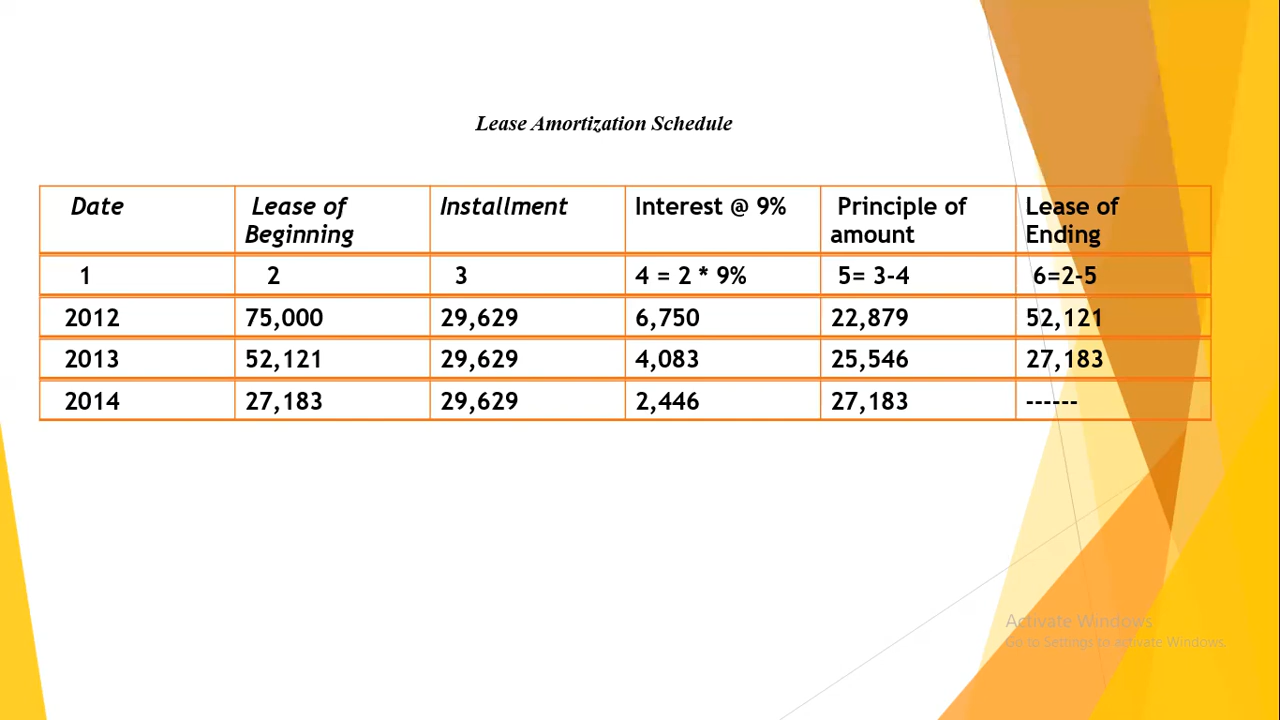 Lease Amortization Schedule
Date Lease of Beginning Installment Interest @ 9% Principle of amount Lease of Ending
1 2 3 4 = 2 * 9% 5= 3-4 6=2-5
2012 75,000 29,629 6,750 22,879 52,121
2013 52,121 29,629 4,083 25,546 27,183
2014 27,183 29,629 2,446 27,183 ------
Activate Windows
Go to Settings to activate Windows.